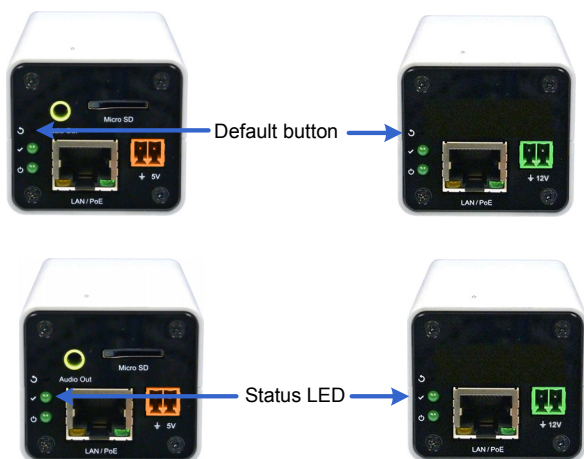 Micro SD
Default button
5V
12V
LAN / PoE
LAN / PoE
Micro SD
Audio Out
Status LED
5V
12V
LAN / PoE
LAN / PoE